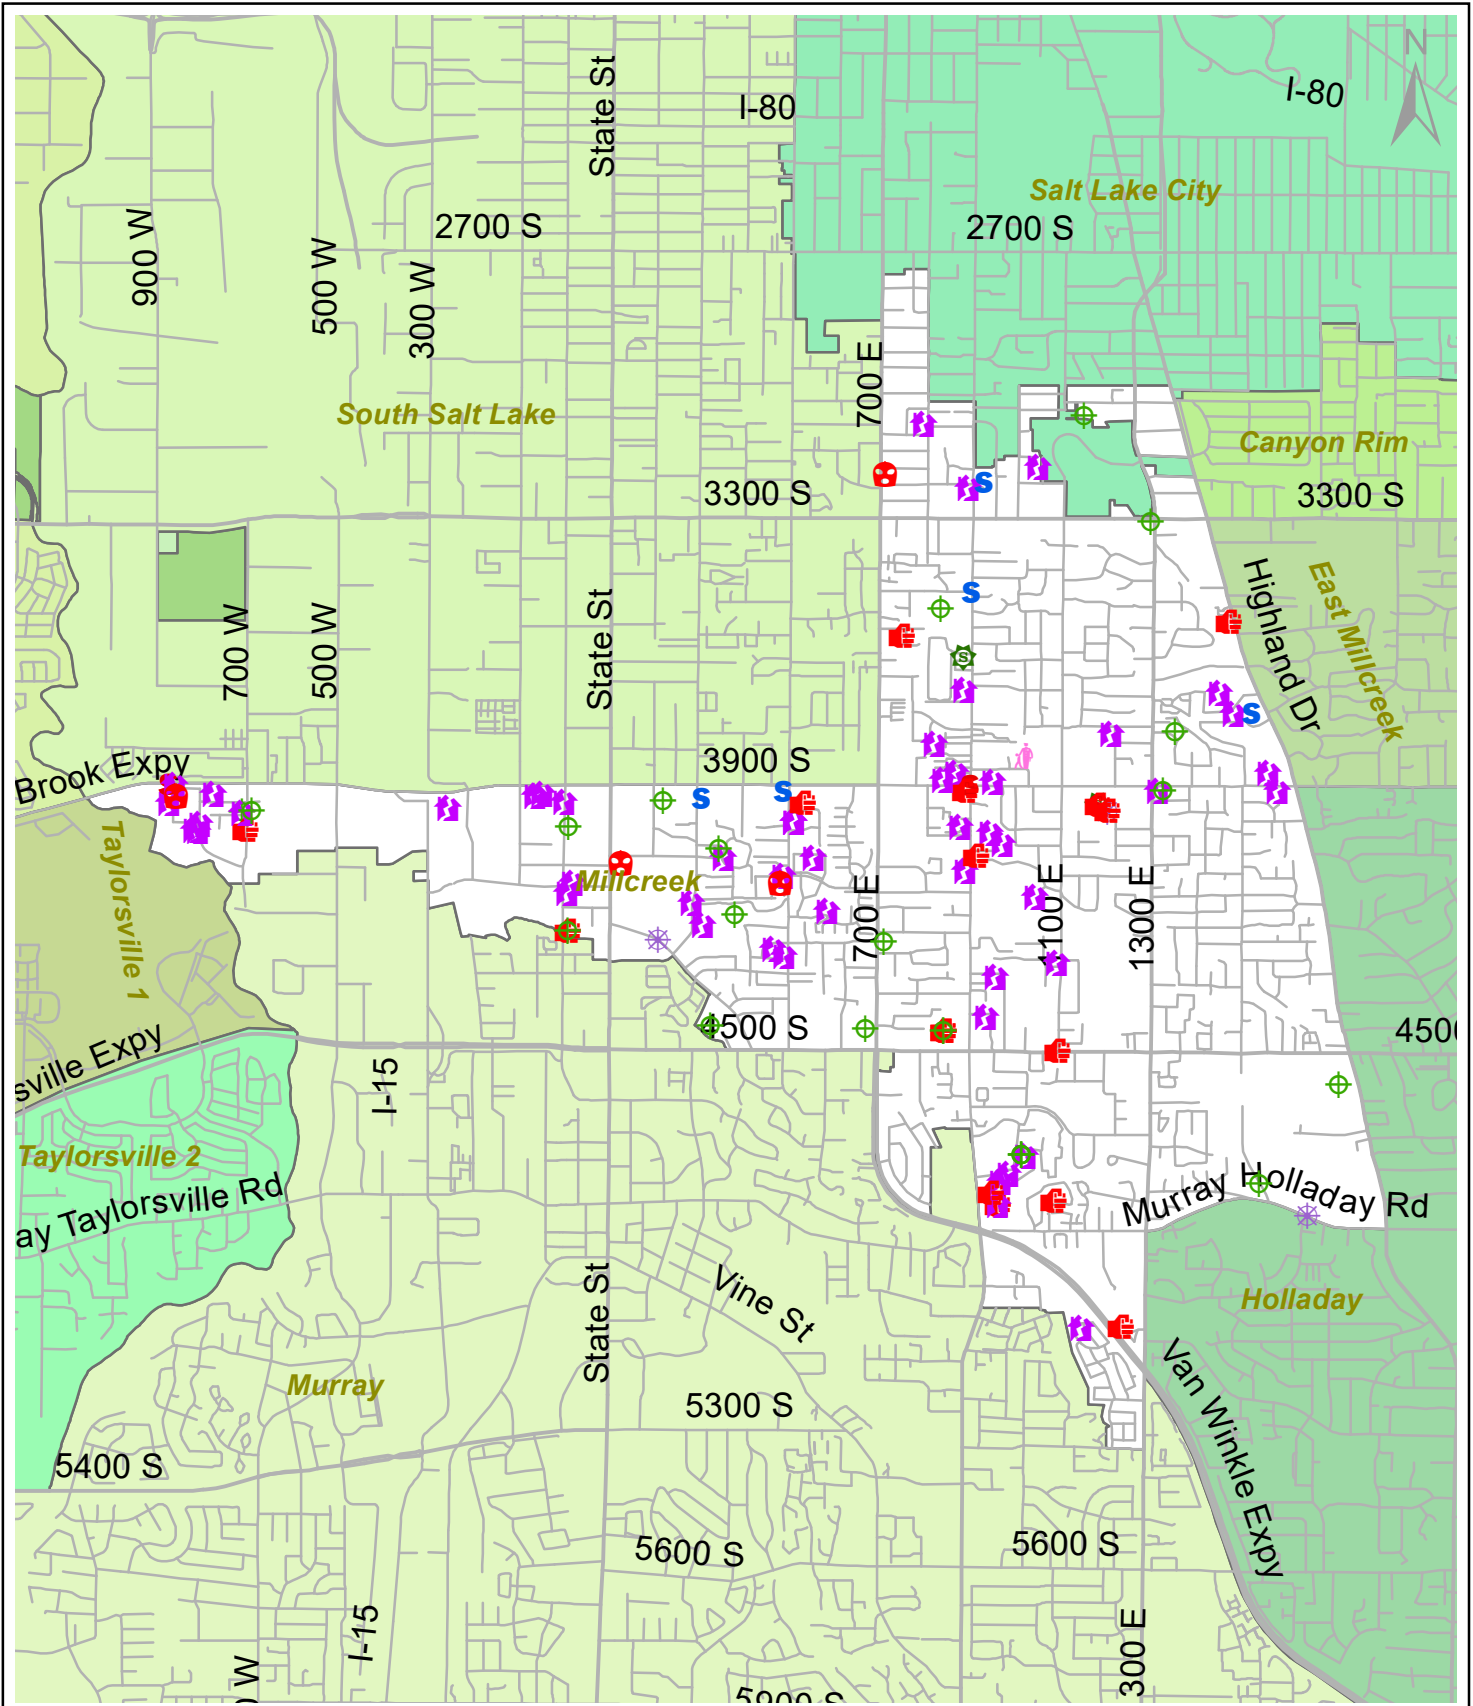 N
State St
I-80
I-80
Salt Lake City
900 W
2700 S
2700 S
500 W
300 W
700 E
South Salt Lake
Canyon Rim
3300 S
3300 S
S
S
Highland Dr
East Millcreek
State St
700 W
500 W
S
S
3900 S
Brook Expy
S
S
S
Taylorsville 1
Millcreek
700 E
1100 E
1300 E
4500 S
4500
sville Expy
I-15
Taylorsville 2
ay Taylorsville Rd
Murray Holladay Rd
Vine St
State St
Holladay
Murray
Van Winkle Expy
5300 S
5400 S
5600 S
5600 S
I-15
300 E
0 W
5900 S